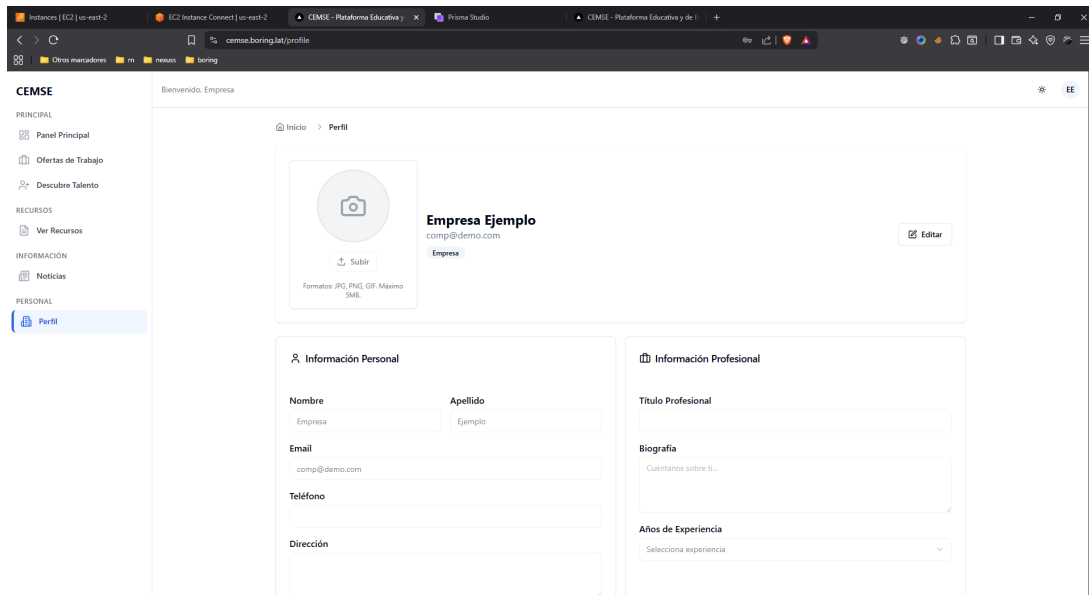 Instances | EC2 | us-east-2
EC2 Instance Connect | us-east-2
CEMSE - Plataforma Educativa y
Prisma Studio
CEMSE - Plataforma Educativa y de
cemse.boring.lat/profile
Otros marcadores
m
nexuss
boring
CEMSE
Bienvenido, Empresa
EE
PRINCIPAL
Panel Principal
Ofertas de Trabajo
Descubre Talento
RECURSOS
Ver Recursos
INFORMACIÓN
Noticias
PERSONAL
Perfil
Inicio > Perfil
Subir
Formatos: JPG, PNG, GIF. Máximo
5MB.
Empresa Ejemplo
comp@demo.com
Empresa
Editar
Información Personal
Nombre
Apellido
Empresa
Ejemplo
Email
comp@demo.com
Teléfono
Dirección
Información Profesional
Título Profesional
Biografía
Cuéntanos sobre ti...
Años de Experiencia
Selecciona experiencia